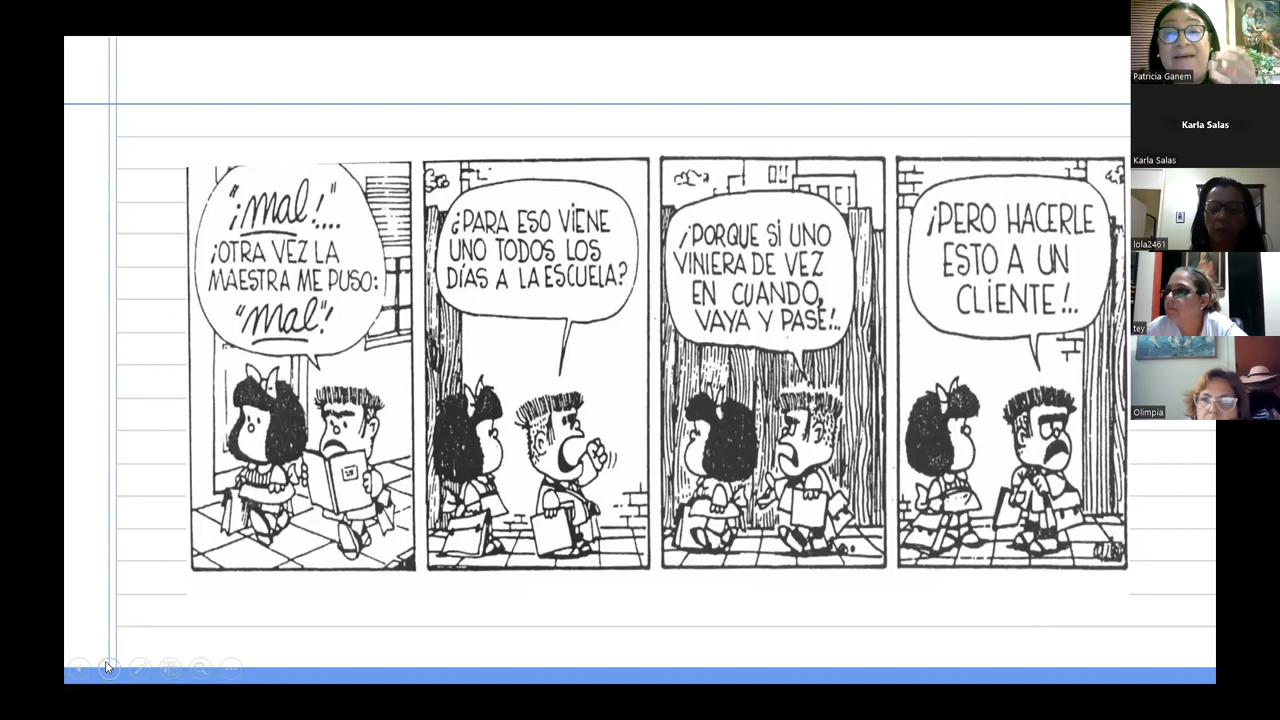 "¡mal!"...
¡OTRA VEZ LA
MAESTRA ME PUSO:
"mal"!
¿PARA ESO VIENE
UNO TODOS LOS
DÍAS A LA ESCUELA?
¡PORQUE SI UNO
VINIERA DE VEZ
EN CUANDO,
VAYA Y PASE!..
¡PERO HACERLE
ESTO A UN
CLIENTE!..
Patricia Ganem
Karla Salas
Karla Salas
lola2461
tey
Olimpia